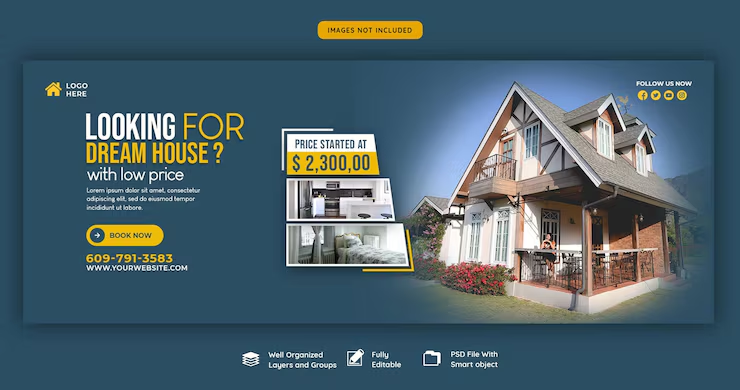 IMAGES NOT INCLUDED
LOGO
HERE
FOLLOW US NOW
LOOKING FOR
DREAM HOUSE ?
with low price
Lorem ipsum dolor sit amet, consectetur
adipiscing elit, sed do eiusmod tempor
incididunt ut labore.
BOOK NOW
609-791-3583
WWW.YOURWEBSITE.COM
PRICE STARTED AT
$ 2,300,00
Well Organized
Layers and Groups
Fully
Editable
PSD File With
Smart object